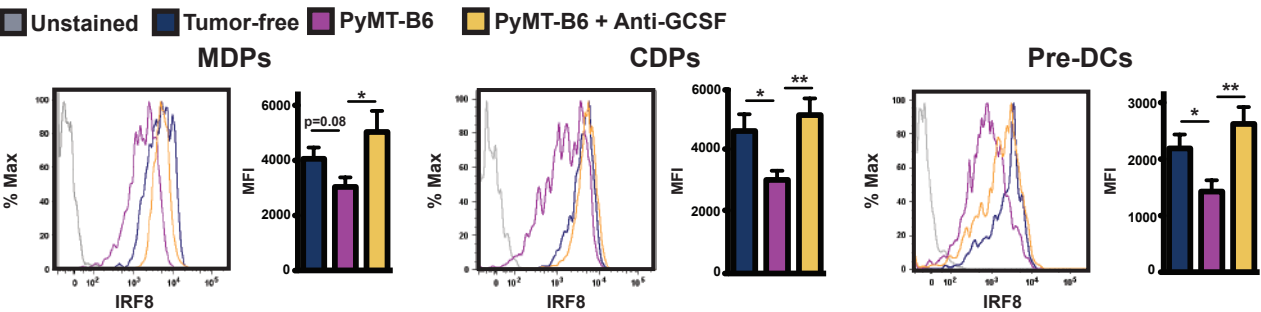 Unstained Tumor-free PyMT-B6 PyMT-B6 + Anti-GCSF
MDPs CDPs Pre-DCs
% Max
100
80
60
40
20
0
0 10² 10³ 10⁴ 10⁵
IRF8
MFI
6000
4000
2000
0
p=0.08
*
% Max
100
80
60
40
20
0
0 10² 10³ 10⁴ 10⁵
IRF8
MFI
6000
4000
2000
0
*
**
% Max
100
80
60
40
20
0
0 10² 10³ 10⁴ 10⁵
IRF8
MFI
3000
2000
1000
0
*
**